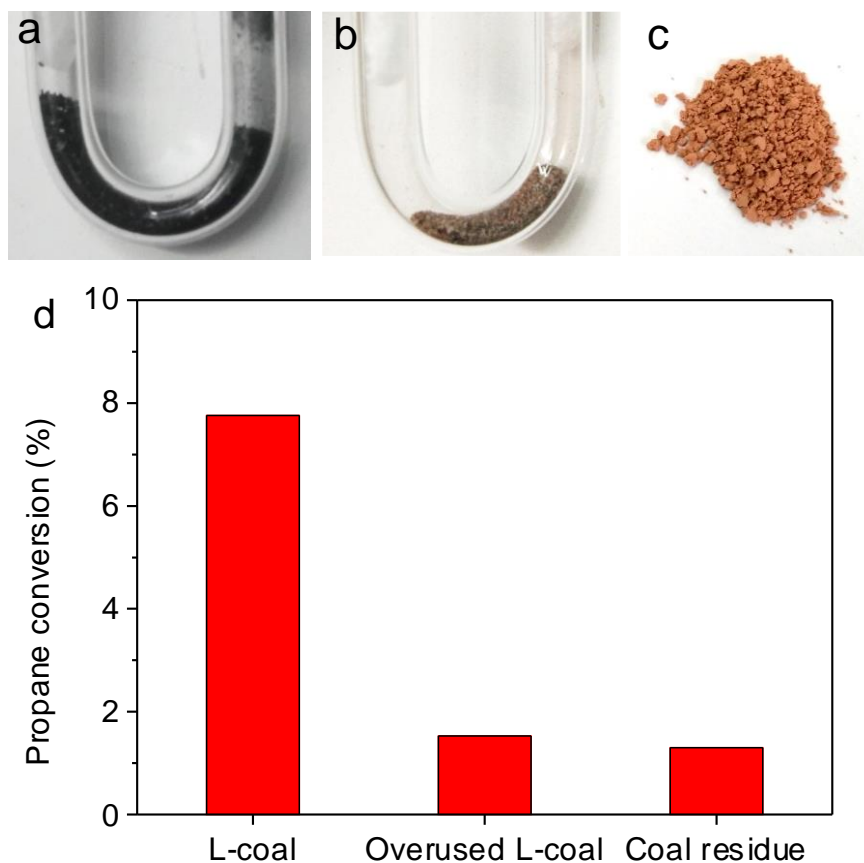 a
b
c
d
10
8
6
4
2
0
Propane conversion (%)
L-coal
Overused L-coal
Coal residue